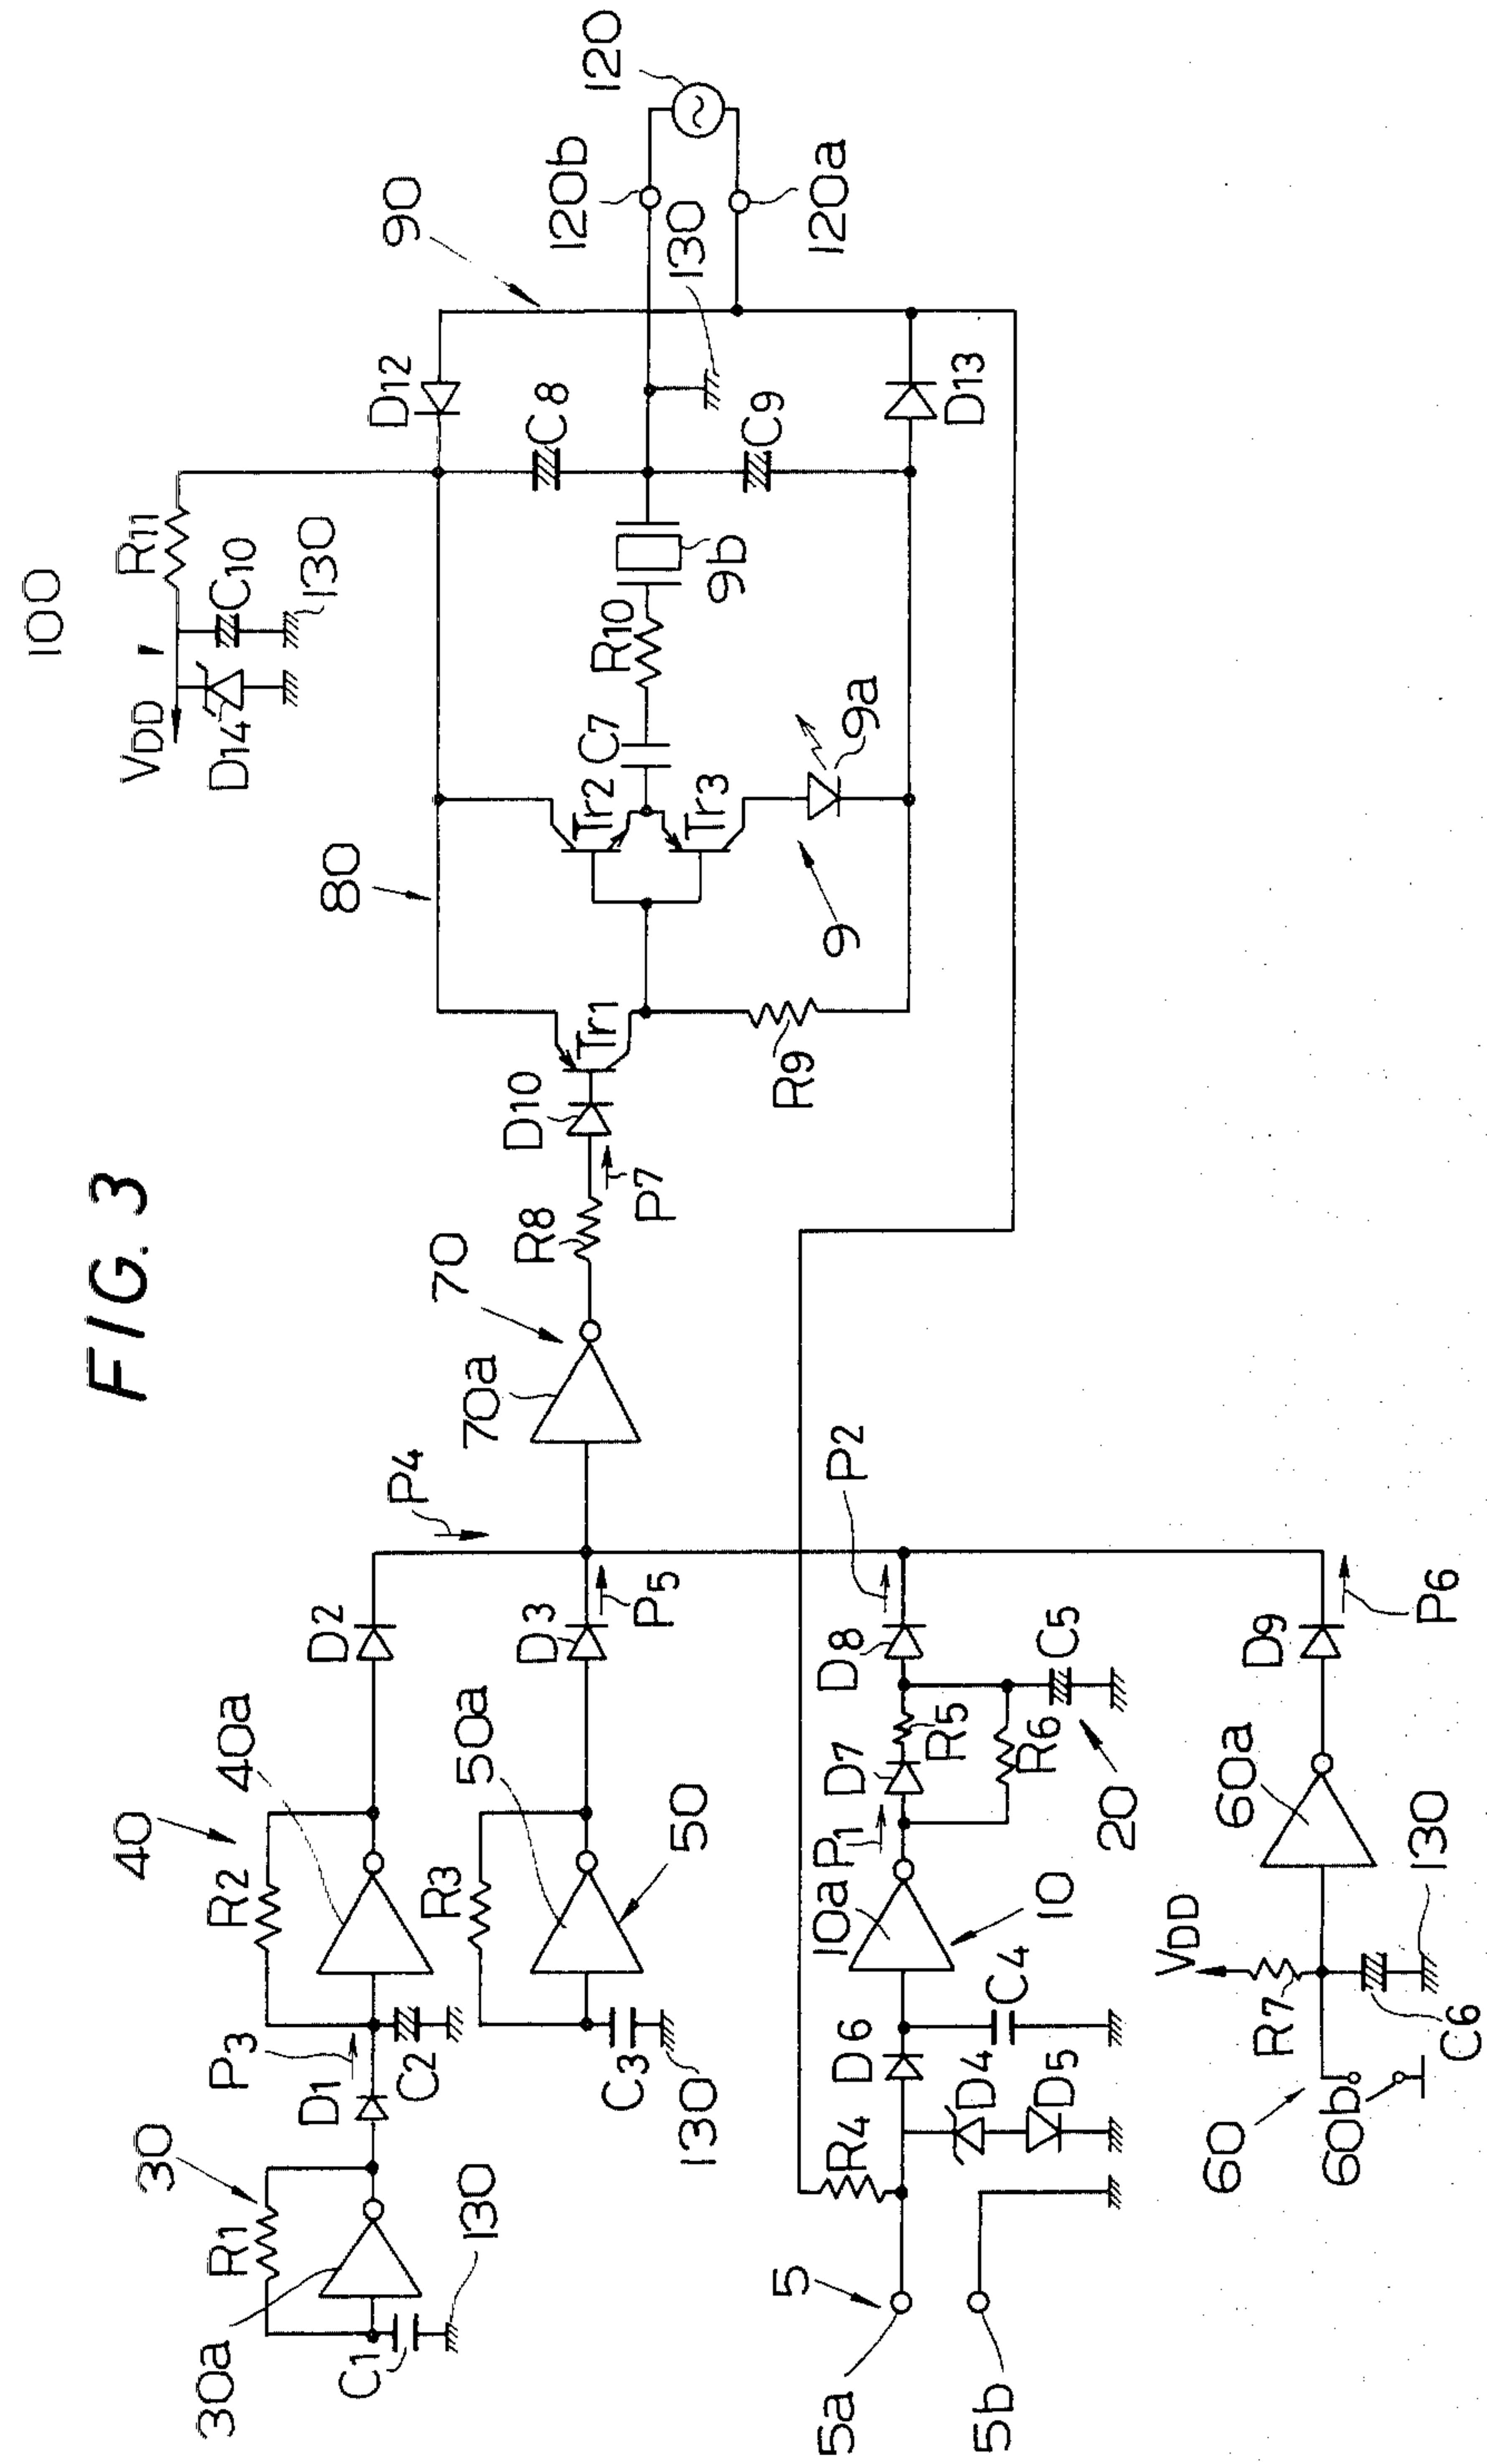 FIG. 3
100
R11
C10
130
VDD
D14
90
D12
120
120b
130
120a
C8
C9
D13
80
Tr2
C7
R10
9b
Tr3
9a
9
Tr1
D10
R9
R8
P7
70
70a
P4
D2
40
R2
40a
P3
D1
C2
30
R1
30a
C1
130
D3
P5
50a
R3
50
C3
130
P2
D8
C5
R5
D7
R6
20
P1
10a
10
D6
C4
R4
D4
D5
5
5a
5b
D9
P6
60a
VDD
R7
130
C6
60
60b